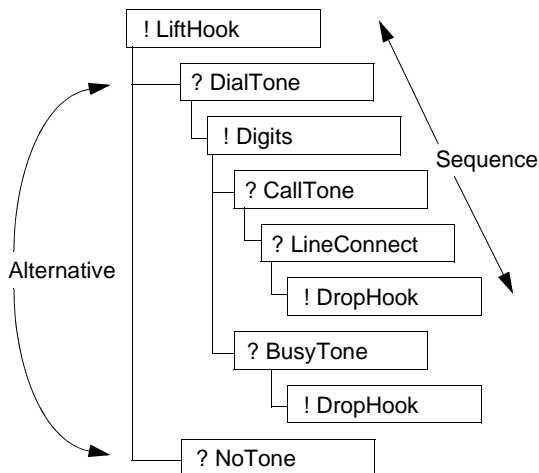 ! LiftHook
? DialTone
! Digits
Sequence
? CallTone
? LineConnect
Alternative
! DropHook
? BusyTone
! DropHook
? NoTone